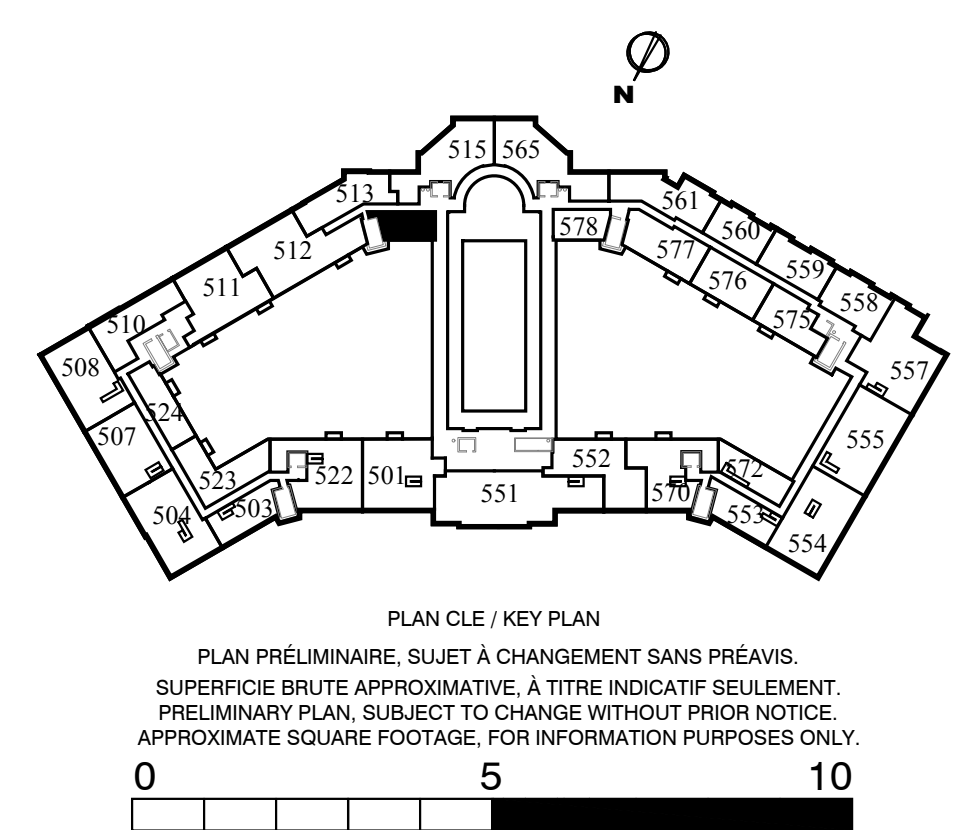 N
515 565
513 561
578 560
512 577 559
511 576 558
510 575
508 557
524
507 555
522 501 552 572
523 551 570
504 503 553 554
PLAN CLE / KEY PLAN
PLAN PRÉLIMINAIRE, SUJET À CHANGEMENT SANS PRÉAVIS.
SUPERFICIE BRUTE APPROXIMATIVE, À TITRE INDICATIF SEULEMENT.
PRELIMINARY PLAN, SUBJECT TO CHANGE WITHOUT PRIOR NOTICE.
APPROXIMATE SQUARE FOOTAGE, FOR INFORMATION PURPOSES ONLY.
0 5 10